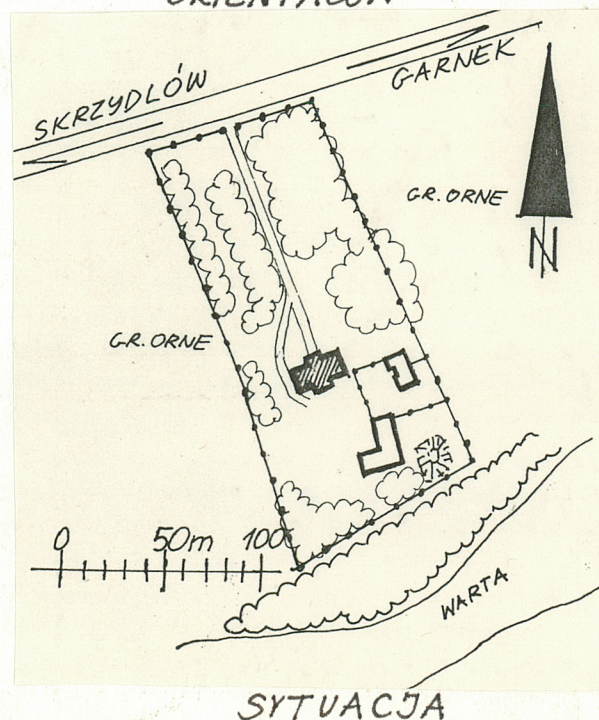 SKRZYDLÓW
GARNEK
GR. ORNE
N
GR. ORNE
0 50m 100
WARTA
SYTUACJA